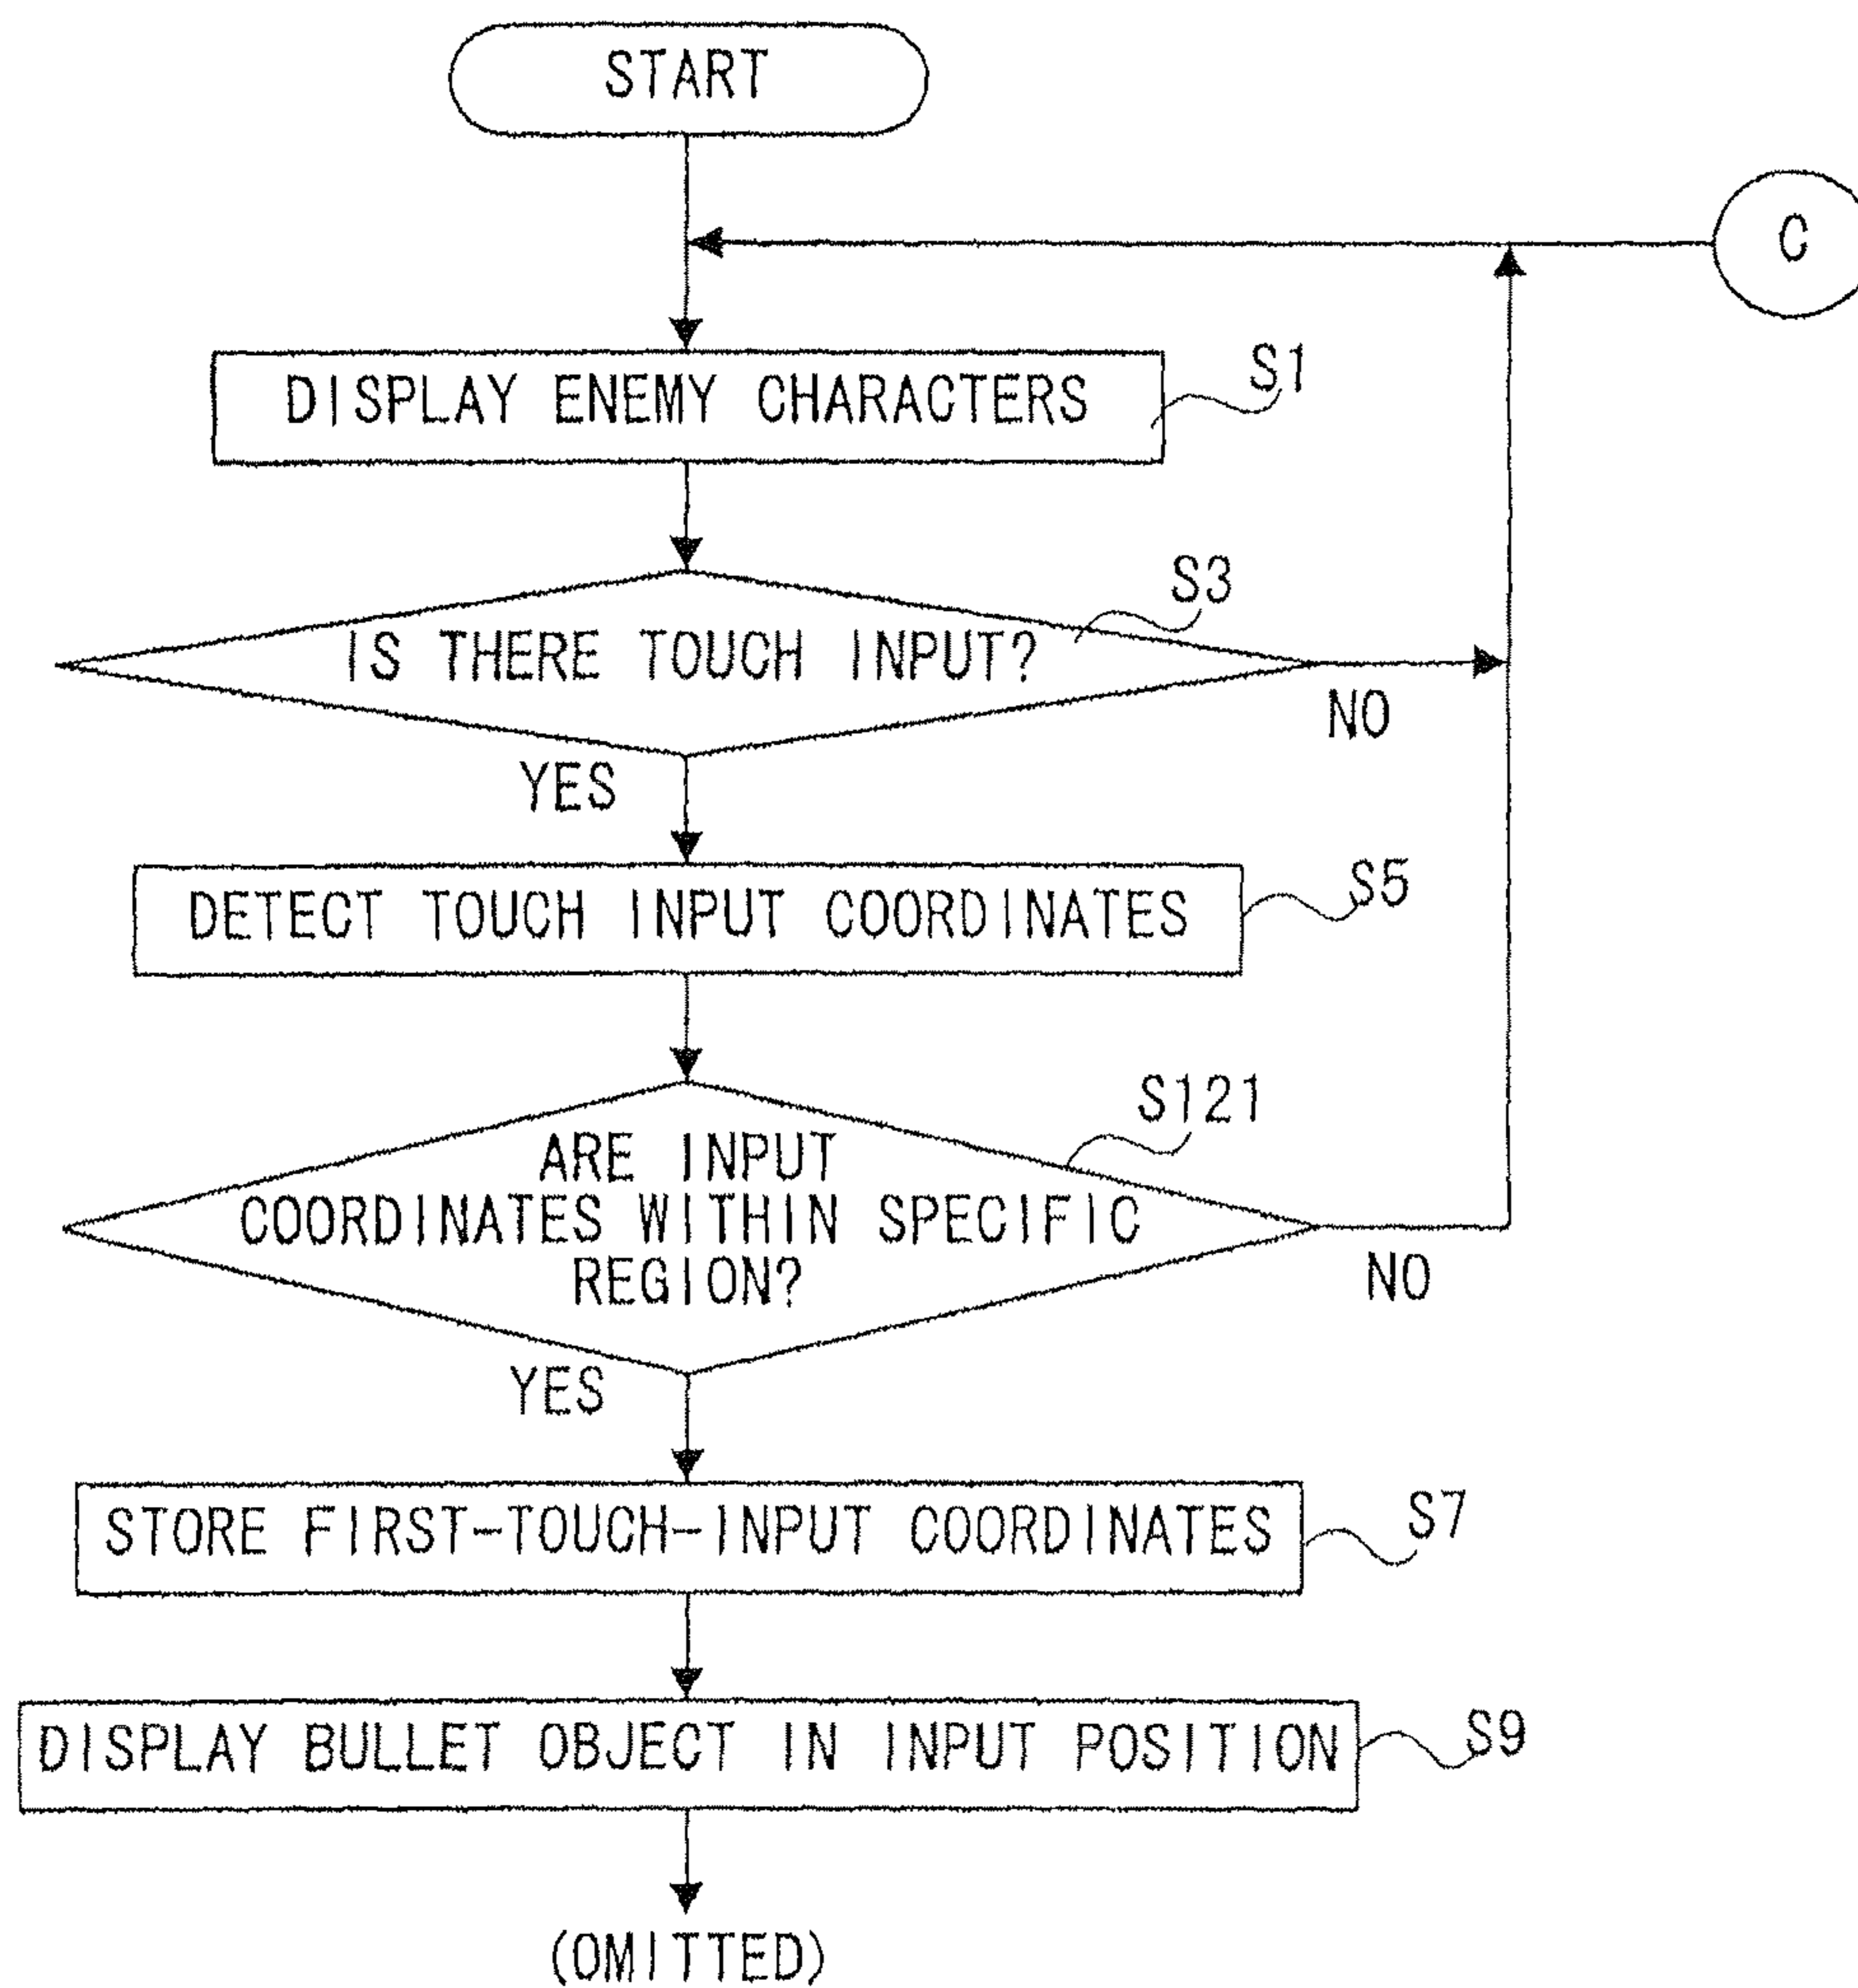 START
C
DISPLAY ENEMY CHARACTERS
S1
S3
IS THERE TOUCH INPUT?
NO
YES
DETECT TOUCH INPUT COORDINATES
S5
S121
ARE INPUT
COORDINATES WITHIN SPECIFIC
REGION?
NO
YES
STORE FIRST-TOUCH-INPUT COORDINATES
S7
DISPLAY BULLET OBJECT IN INPUT POSITION
S9
(OMITTED)